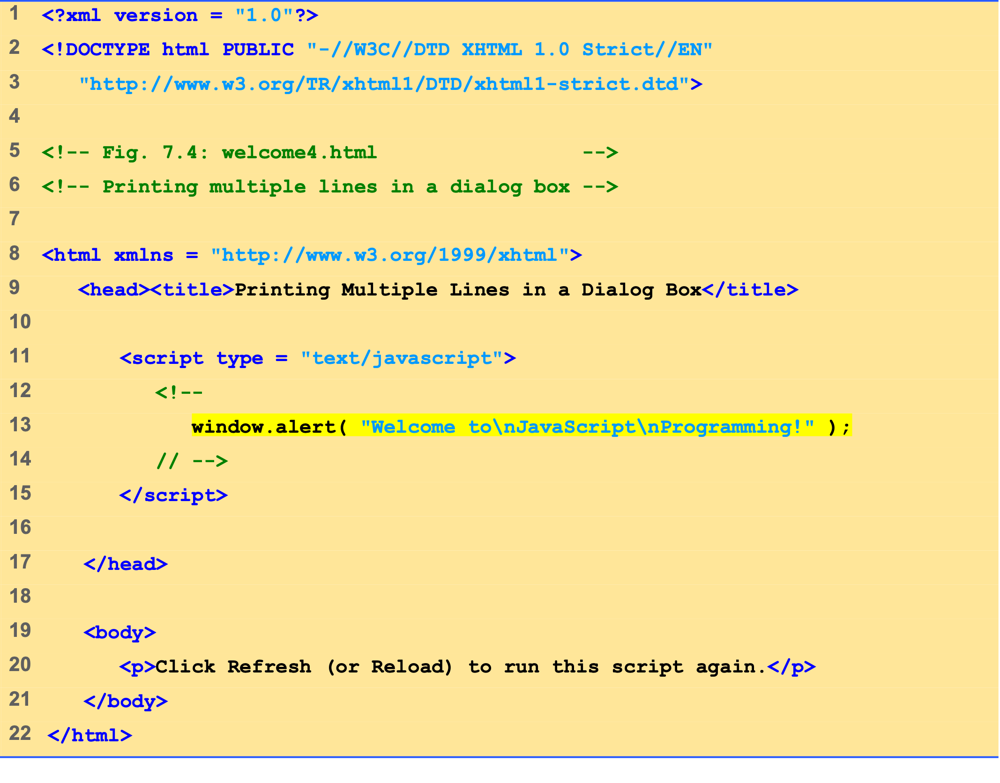 1 <?xml version = "1.0"?>
2 <!DOCTYPE html PUBLIC "-//W3C//DTD XHTML 1.0 Strict//EN"
3 "http://www.w3.org/TR/xhtml1/DTD/xhtml1-strict.dtd">
4
5 <!-- Fig. 7.4: welcome4.html                 -->
6 <!-- Printing multiple lines in a dialog box -->
7
8 <html xmlns = "http://www.w3.org/1999/xhtml">
9 <head><title>Printing Multiple Lines in a Dialog Box</title>
10
11 <script type = "text/javascript">
12 <!--
13 window.alert( "Welcome to\nJavaScript\nProgramming!" );
14 // -->
15 </script>
16
17 </head>
18
19 <body>
20 <p>Click Refresh (or Reload) to run this script again.</p>
21 </body>
22 </html>